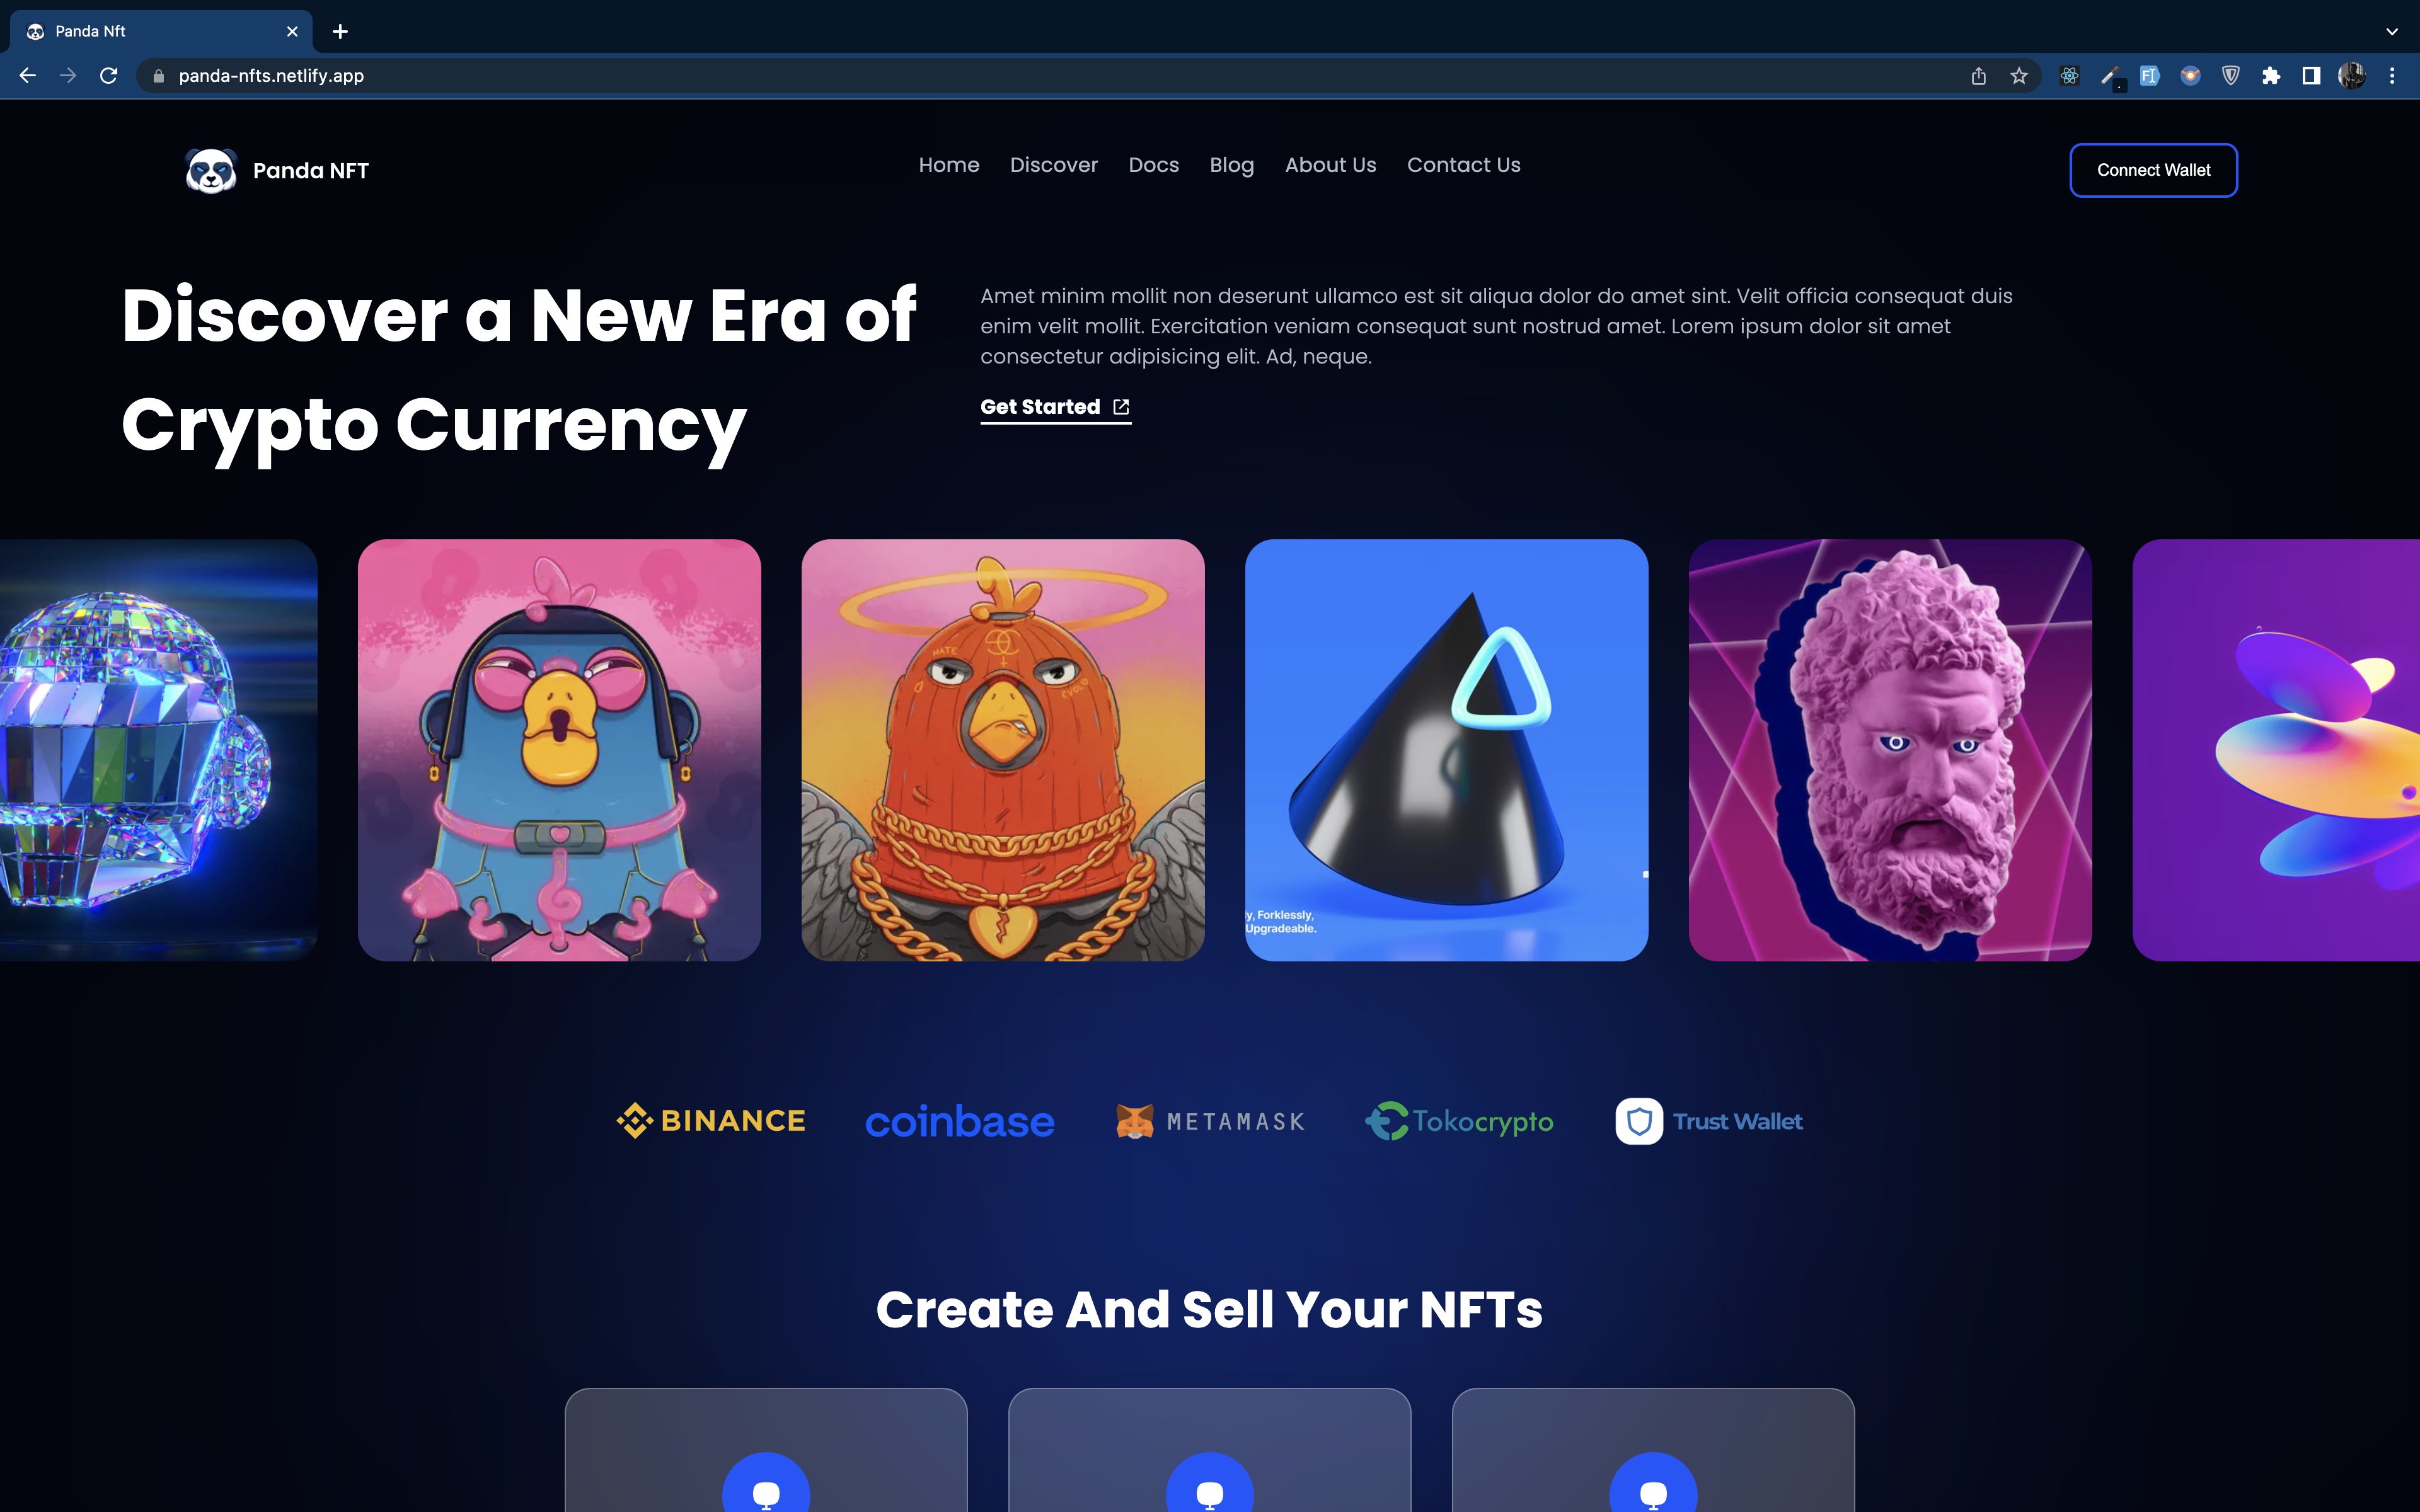 Panda Nft
panda-nfts.netlify.app
Panda NFT
Home Discover Docs Blog About Us Contact Us
Connect Wallet
Discover a New Era of
Crypto Currency
Amet minim mollit non deserunt ullamco est sit aliqua dolor do amet sint. Velit officia consequat duis
enim velit mollit. Exercitation veniam consequat sunt nostrud amet. Lorem ipsum dolor sit amet
consectetur adipisicing elit. Ad, neque.
Get Started
HATE
y, Forklessly,
Upgradeable.
BINANCE
coinbase
METAMASK
Tokocrypto
Trust Wallet
Create And Sell Your NFTs